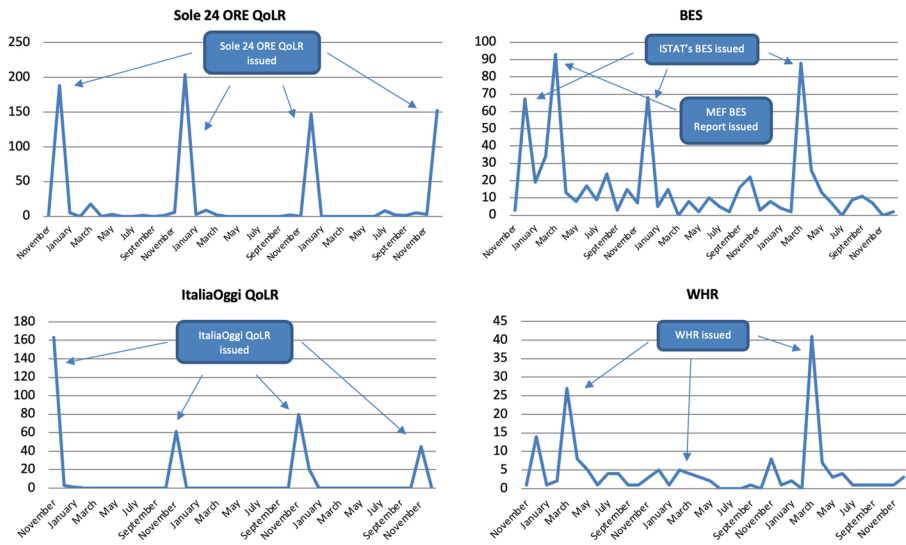 Sole 24 ORE QoLR
250
200
150
100
50
0
Sole 24 ORE QoLR
issued
November
January
March
May
July
September
November
January
March
May
July
September
November
January
March
May
July
September
November
BES
100
90
80
70
60
50
40
30
20
10
0
ISTAT's BES issued
MEF BES
Report issued
November
January
March
May
July
September
November
January
March
May
July
September
November
January
March
May
July
September
November
ItaliaOggi QoLR
180
160
140
120
100
80
60
40
20
0
ItaliaOggi QoLR
issued
November
January
March
May
July
September
November
January
March
May
July
September
November
January
March
May
July
September
November
WHR
45
40
35
30
25
20
15
10
5
0
WHR issued
November
January
March
May
July
September
November
January
March
May
July
September
November
January
March
May
July
September
November